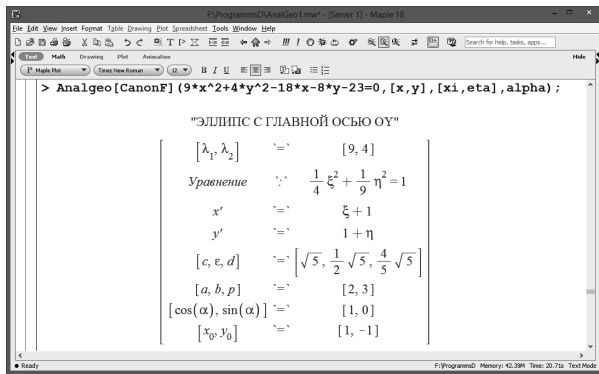 F:\ProgrammsD\AnalGeo1.mw* - [Server 1] - Maple 18
File Edit View Insert Format Table Drawing Plot Spreadsheet Tools Window Help
Search for help, tasks, apps...
Text Math Drawing Plot Animation Hide
P Maple Plot Times New Roman 12 B I U
> Analgeo[CanonF](9*x^2+4*y^2-18*x-8*y-23=0,[x,y],[xi,eta],alpha);
"ЭЛЛИПС С ГЛАВНОЙ ОСЬЮ OY"
[λ₁, λ₂] `=` [9, 4]
Уравнение `:` 1/4 ξ² + 1/9 η² = 1
x′ `=` ξ + 1
y′ `=` 1 + η
[c, ε, d] `=` [√5, 1/2 √5, 4/5 √5]
[a, b, p] `=` [2, 3]
[cos(α), sin(α)] `=` [1, 0]
[x₀, y₀] `=` [1, −1]
Ready F:\ProgrammsD Memory: 42.39M Time: 20.71s Text Mode